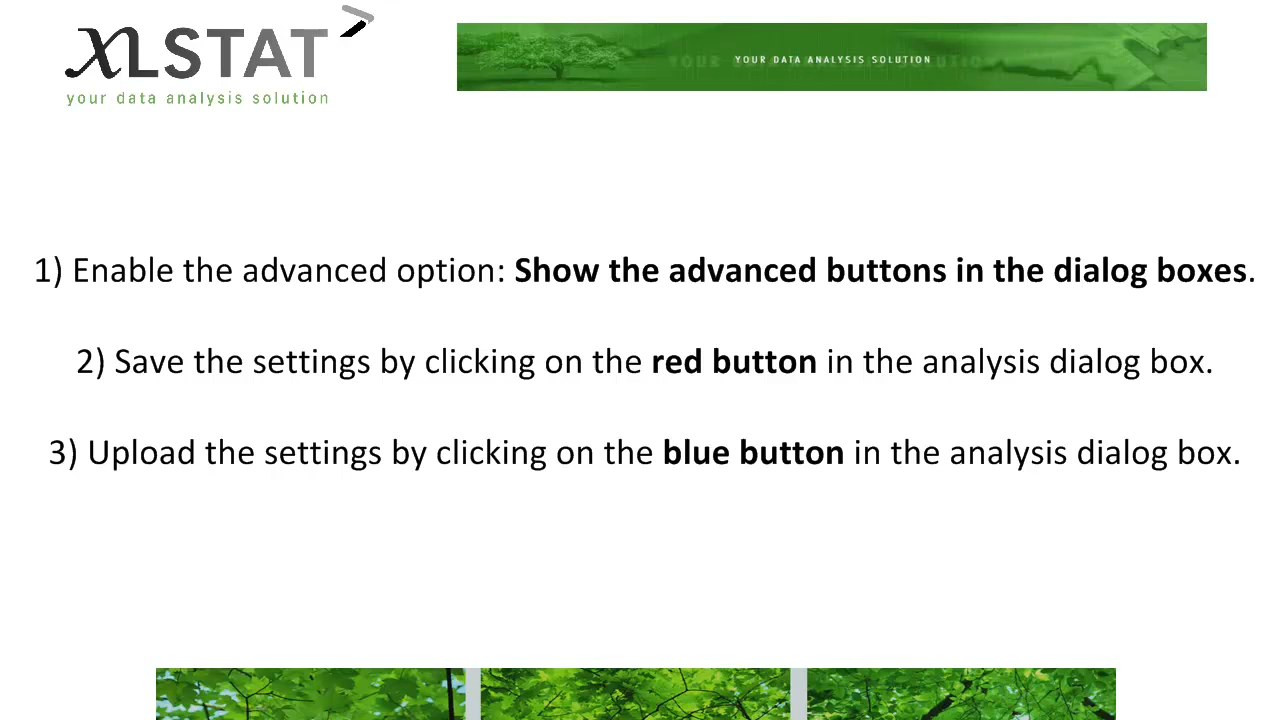 XLSTAT
your data analysis solution
YOUR DATA ANALYSIS SOLUTION
1) Enable the advanced option: Show the advanced buttons in the dialog boxes.
2) Save the settings by clicking on the red button in the analysis dialog box.
3) Upload the settings by clicking on the blue button in the analysis dialog box.